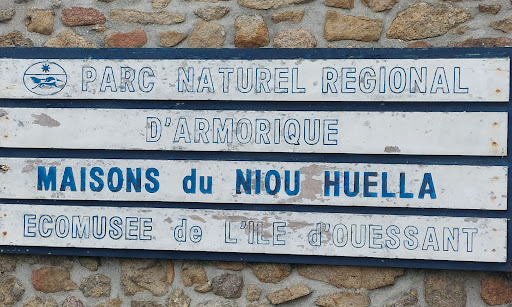 PARC NATUREL REGIONAL
D'ARMORIQUE
MAISONS du NIOU HUELLA
ECOMUSEE de L'ILE d'OUESSANT